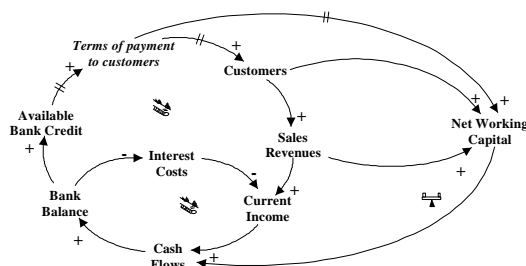 Terms of payment
to customers
+
+
+
Customers
+
+
Available
Bank Credit
+
Net Working
Capital
Sales
Revenues
+
-
Interest
Costs
-
+
+
Bank
Balance
Current
Income
+
Cash
Flows
+